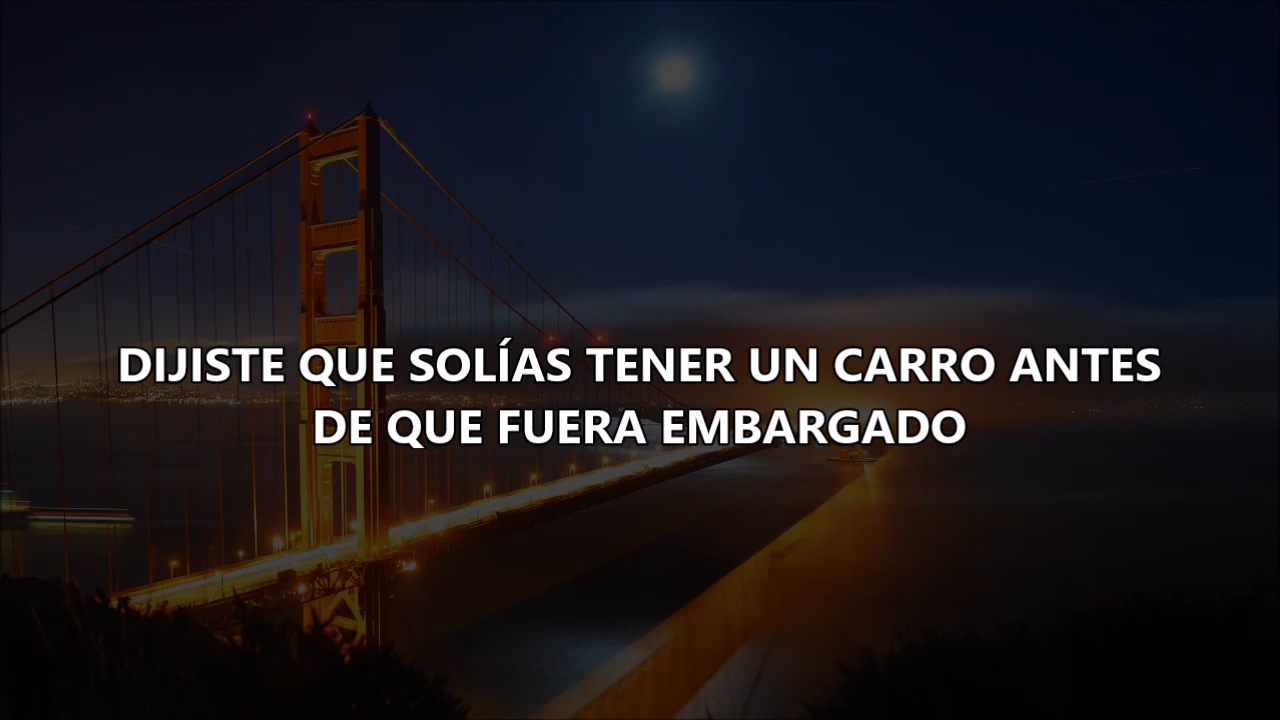 DIJISTE QUE SOLÍAS TENER UN CARRO ANTES
DE QUE FUERA EMBARGADO